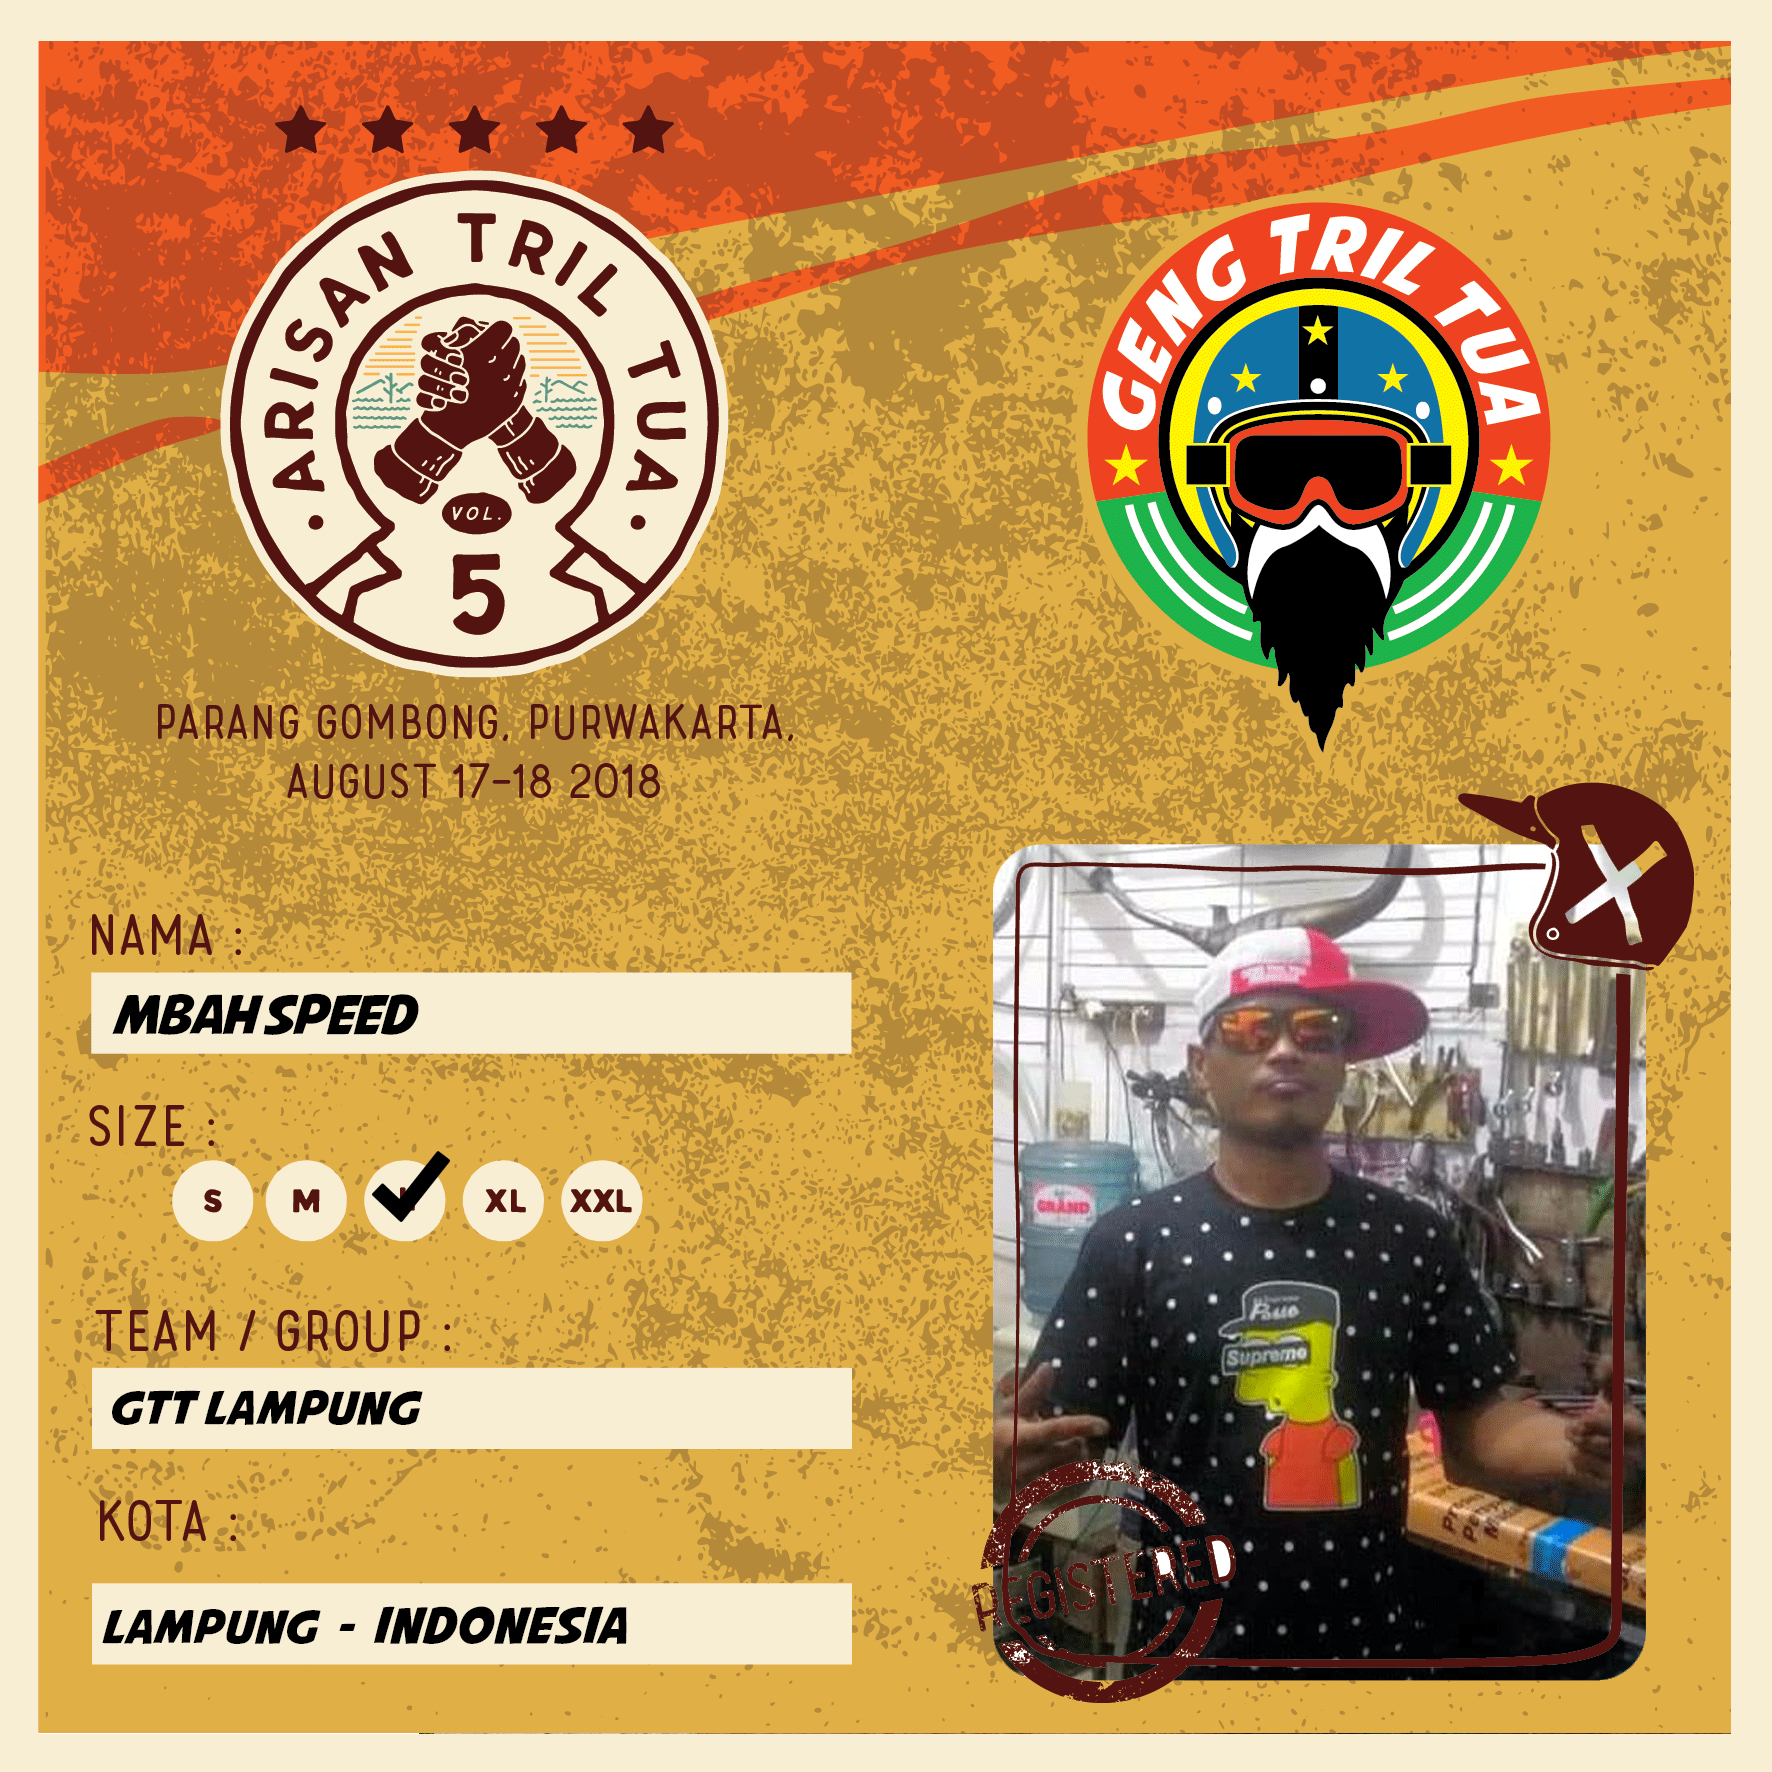 ARISAN TRIL TUA
VOL.
5
PARANG GOMBONG, PURWAKARTA,
AUGUST 17-18 2018
GENG TRIL TUA
NAMA :
MBAH SPEED
SIZE :
S M XL XXL
TEAM / GROUP :
GTT LAMPUNG
KOTA :
LAMPUNG - INDONESIA
GRAND
Supreme
REGISTERED